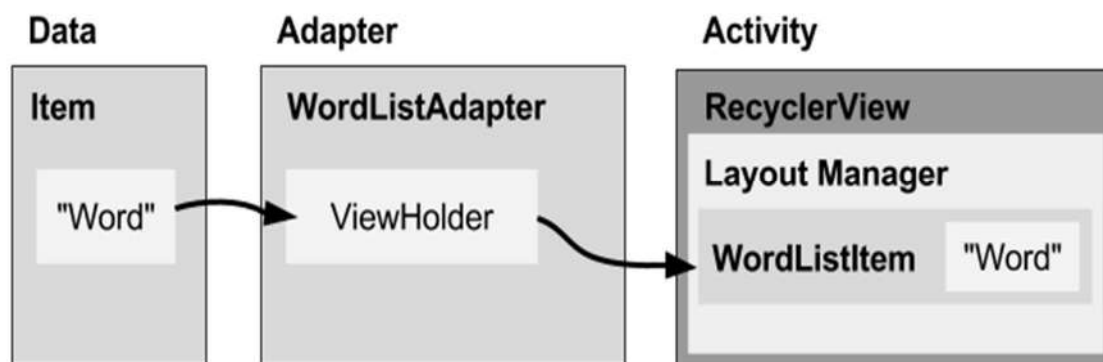 Data
Item
"Word"
Adapter
WordListAdapter
ViewHolder
Activity
RecyclerView
Layout Manager
WordListItem "Word"